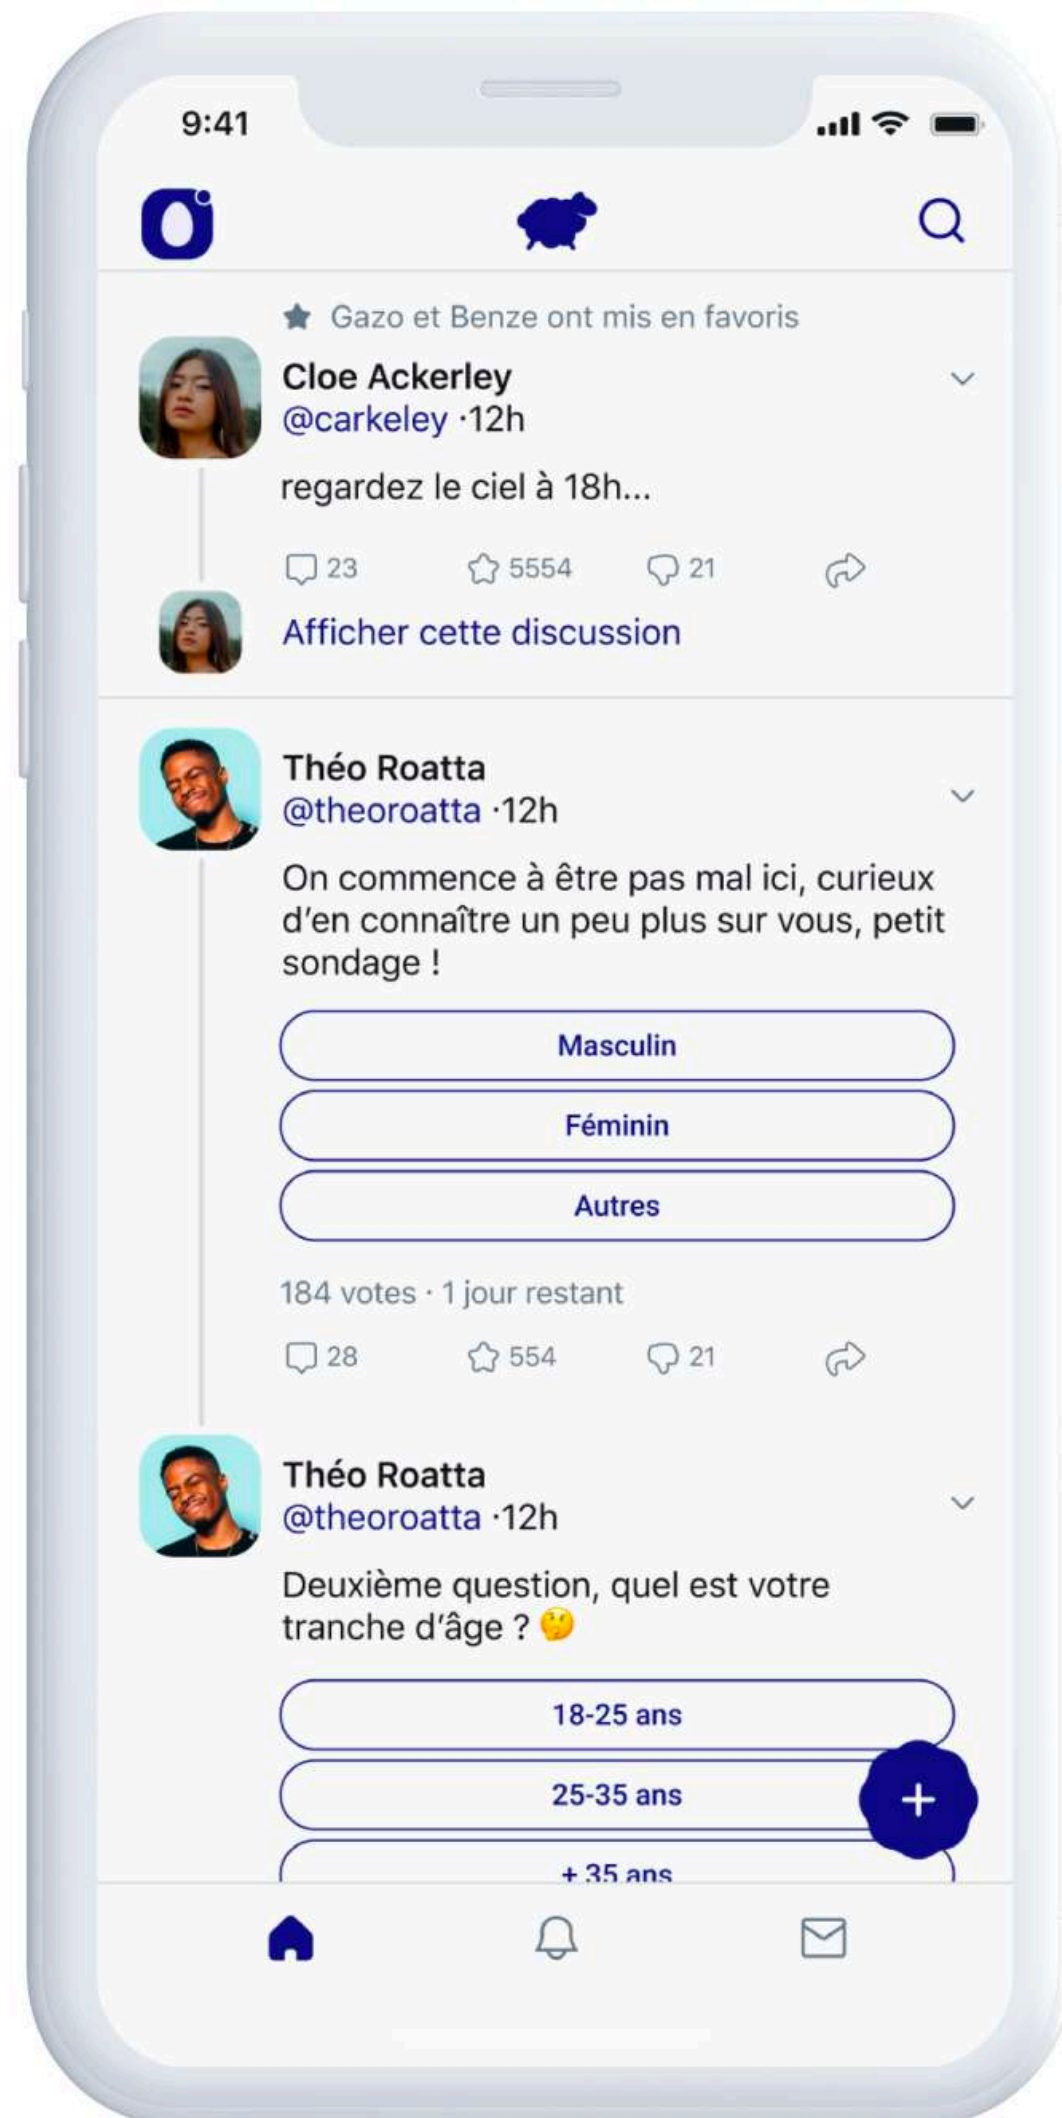 9:41
Gazo et Benze ont mis en favoris
Cloe Ackerley
@carkeley ·12h
regardez le ciel à 18h...
23 5554 21
Afficher cette discussion
Théo Roatta
@theoroatta ·12h
On commence à être pas mal ici, curieux
d’en connaître un peu plus sur vous, petit
sondage !
Masculin
Féminin
Autres
184 votes · 1 jour restant
28 554 21
Théo Roatta
@theoroatta ·12h
Deuxième question, quel est votre
tranche d’âge ? 🤔
18-25 ans
25-35 ans
+ 35 ans